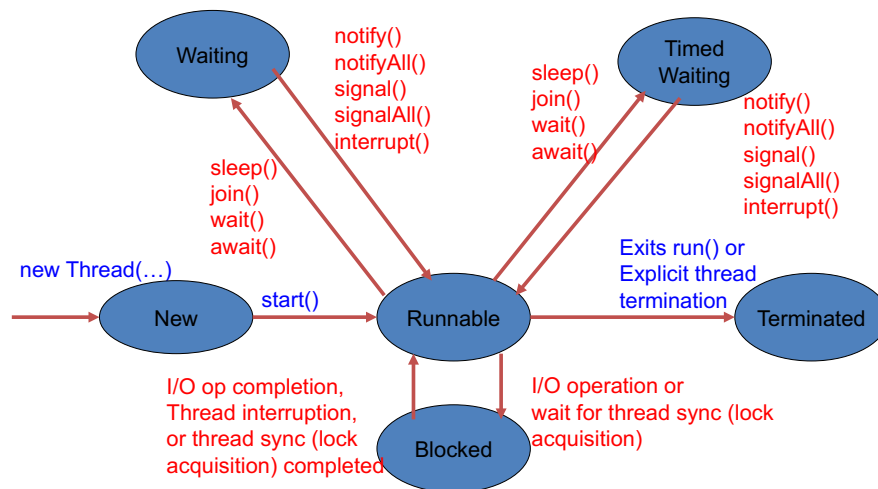 Waiting
notify()
notifyAll()
signal()
signalAll()
interrupt()
Timed
Waiting
sleep()
join()
wait()
await()
notify()
notifyAll()
signal()
signalAll()
interrupt()
sleep()
join()
wait()
await()
new Thread(…)
New
start()
Runnable
Exits run() or
Explicit thread
termination
Terminated
I/O op completion,
Thread interruption,
or thread sync (lock
acquisition) completed
Blocked
I/O operation or
wait for thread sync (lock
acquisition)